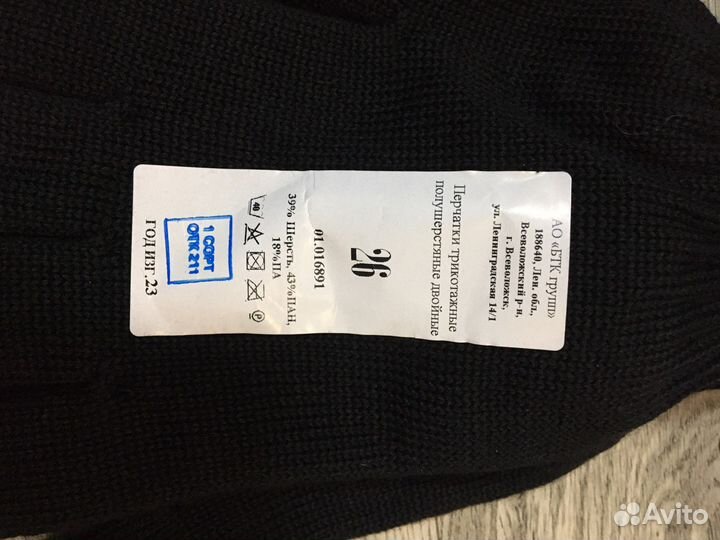 АО «БТК групп»
188640, Лен. обл,
Всеволожский р-н,
г. Всеволожск,
ул. Ленинградская 14/1
Перчатки трикотажные
полушерстяные двойные
26
01.016891
39% Шерсть, 43%ПАН,
18%ПА
40
P
1 СОРТ
ОТК 211
ГОД ИЗГ.23
Avito